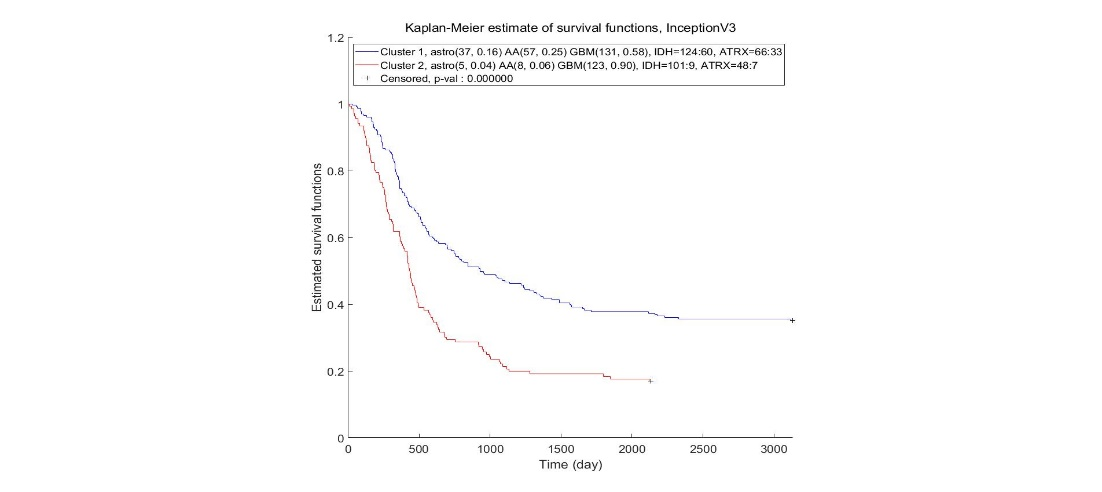 Kaplan-Meier estimate of survival functions, InceptionV3
1.2
Cluster 1, astro(37, 0.16) AA(57, 0.25) GBM(131, 0.58), IDH=124:60, ATRX=66:33
Cluster 2, astro(5, 0.04) AA(8, 0.06) GBM(123, 0.90), IDH=101:9, ATRX=48:7
Censored, p-val : 0.000000
1
0.8
0.6
0.4
0.2
0
Estimated survival functions
0 500 1000 1500 2000 2500 3000
Time (day)